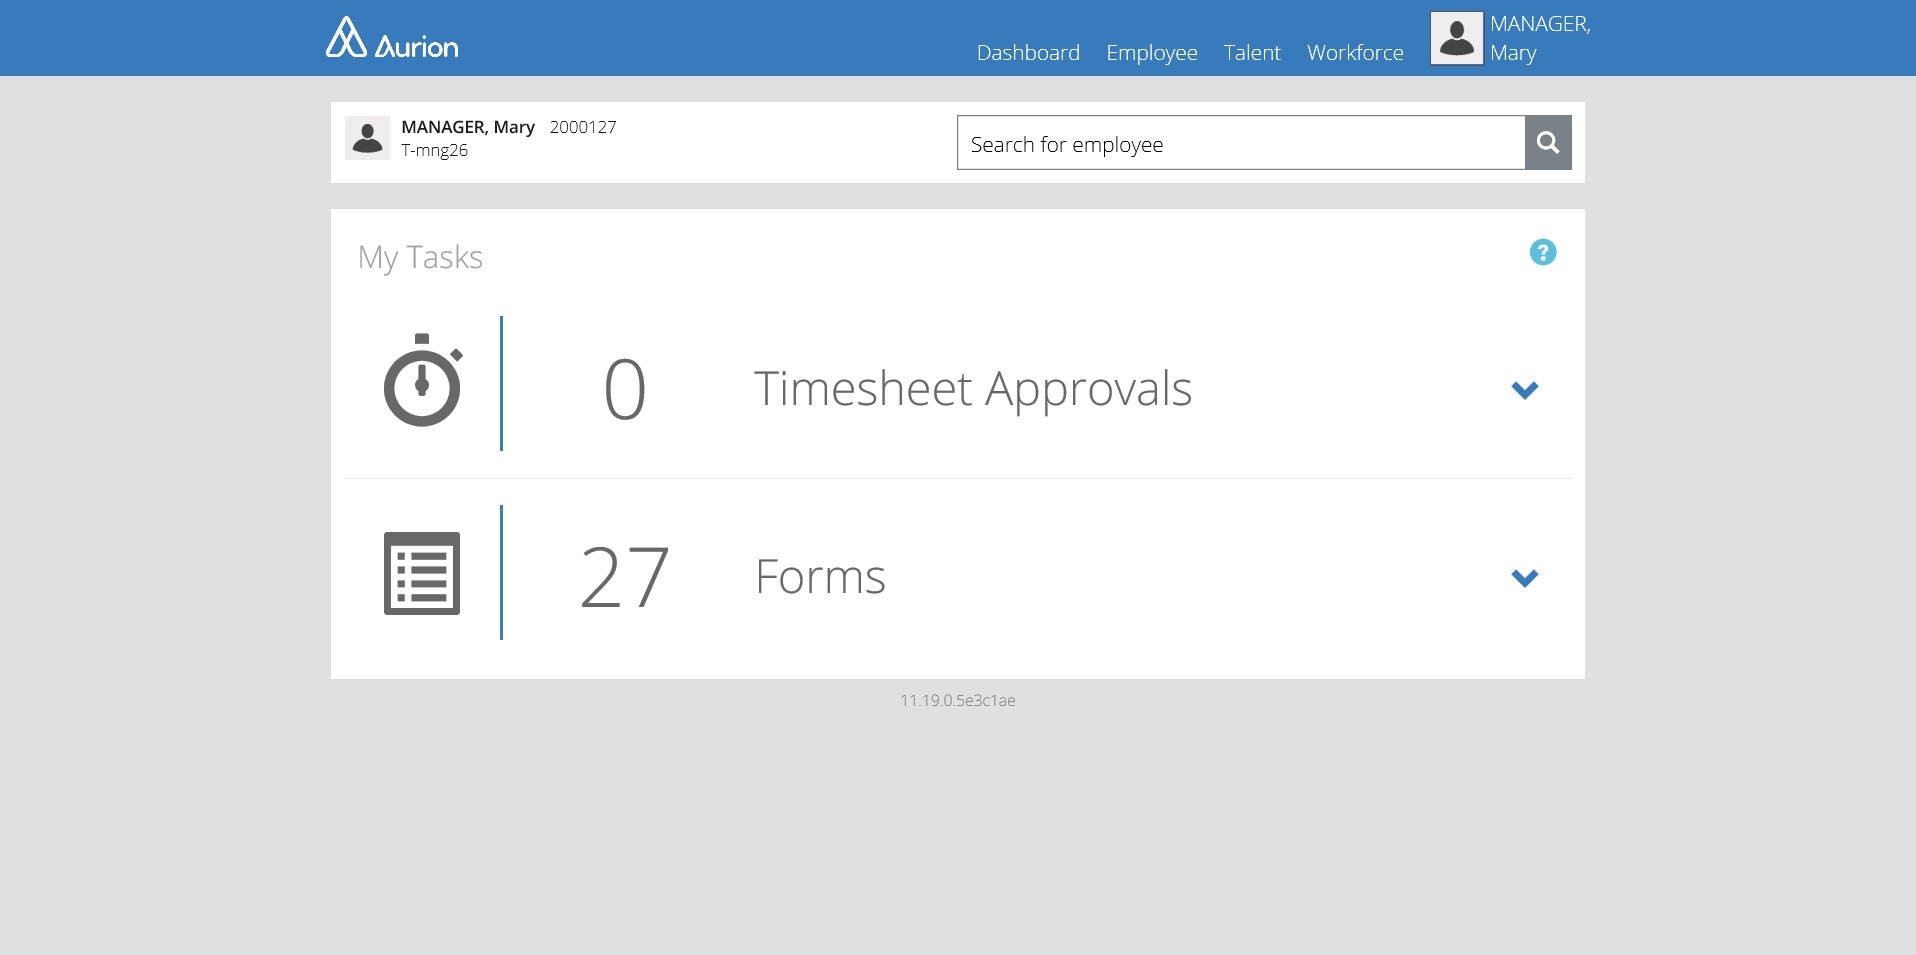 Aurion
Dashboard Employee Talent Workforce
MANAGER,
Mary
MANAGER, Mary 2000127
T-mng26
Search for employee
My Tasks
?
0 Timesheet Approvals
27 Forms
11.19.0.5e3c1ae